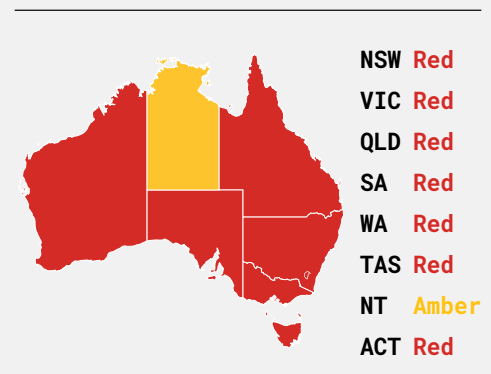 NSW Red
VIC Red
QLD Red
SA Red
WA Red
TAS Red
NT Amber
ACT Red